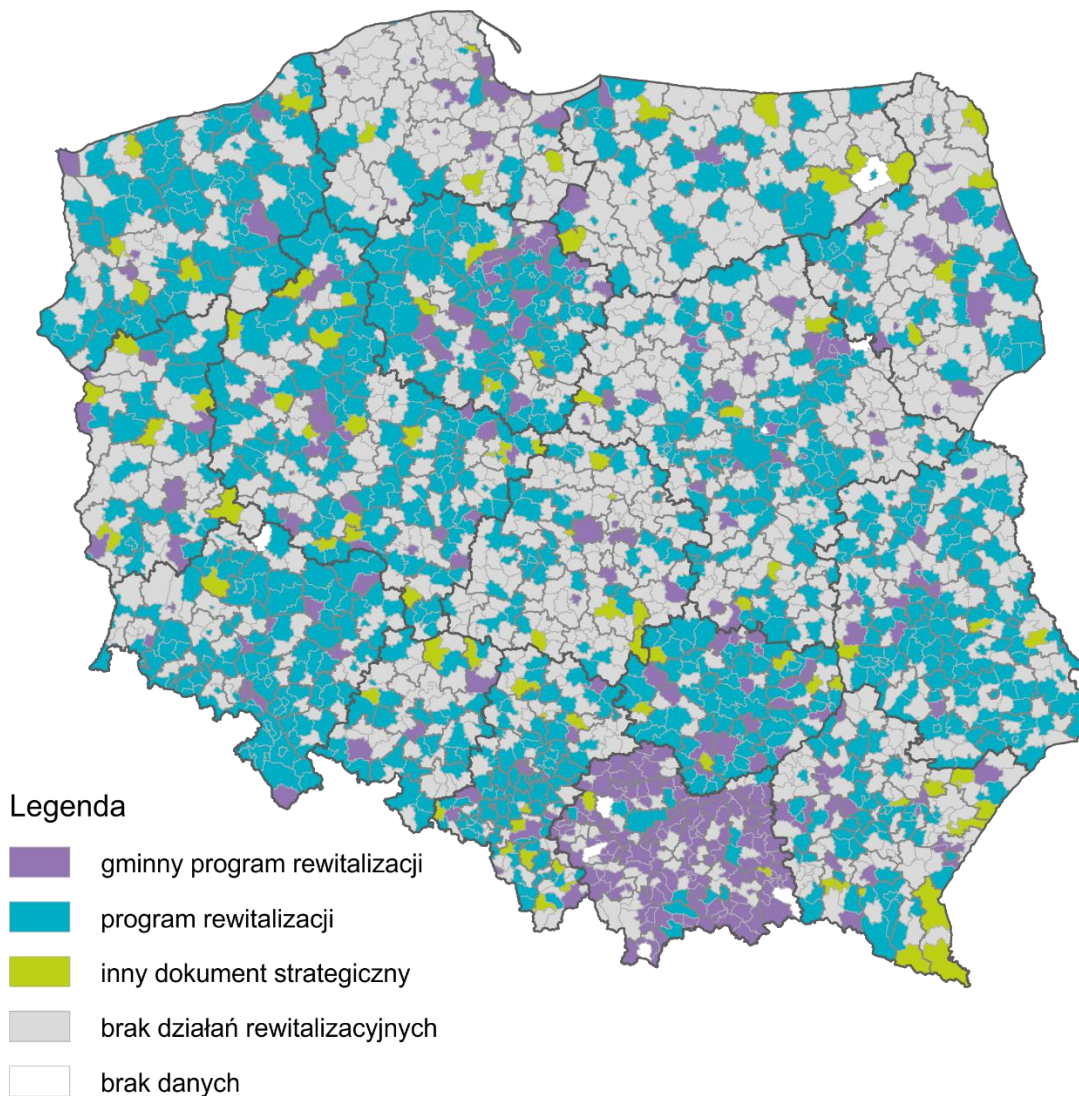 Legenda
gminny program rewitalizacji
program rewitalizacji
inny dokument strategiczny
brak działań rewitalizacyjnych
brak danych